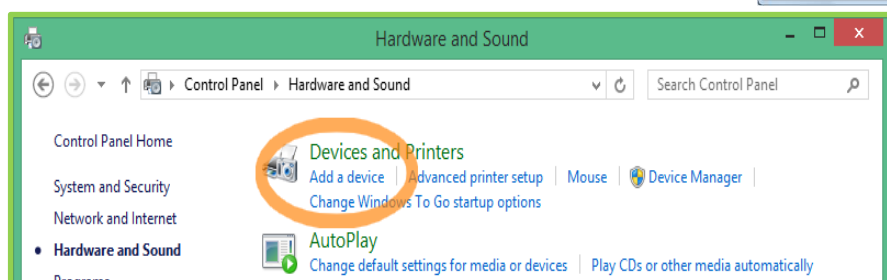 Hardware and Sound
Control Panel Hardware and Sound Search Control Panel
Control Panel Home
System and Security
Network and Internet
Hardware and Sound
Programs
Devices and Printers
Add a device Advanced printer setup Mouse Device Manager
Change Windows To Go startup options
AutoPlay
Change default settings for media or devices Play CDs or other media automatically